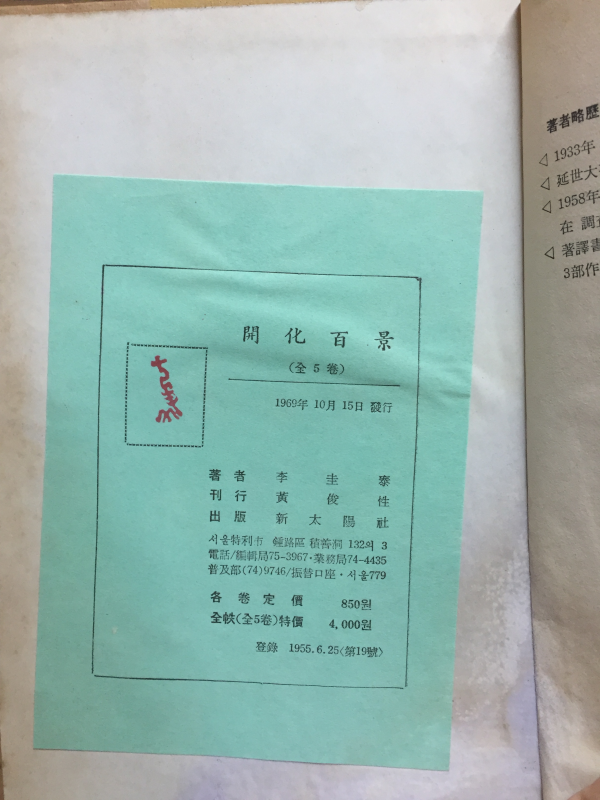 開化百景
(全5卷)
1969年 10月 15日 發行
著者 李圭泰
刊行 黃俊性
出版 新太陽社
서울特利市 鍾路區 積善洞 132의 3
電話/編輯局75-3967·業務局74-4435
普及部(74)9746/振替口座·서울779
各卷定價 850원
全帙(全5卷)特價 4,000원
登錄 1955.6.25〈第19號〉
著者略歷
◁ 1933年
◁ 延世大
◁ 1958年
在 調
◁ 著譯書
3部作